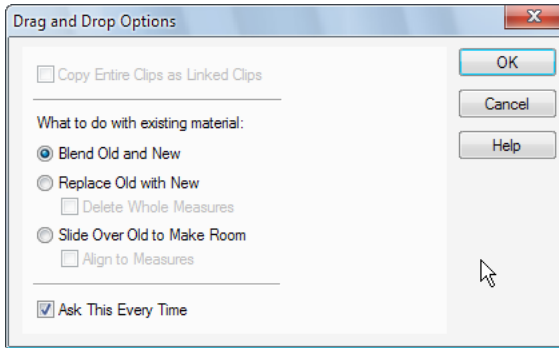 Drag and Drop Options
Copy Entire Clips as Linked Clips
What to do with existing material:
Blend Old and New
Replace Old with New
Delete Whole Measures
Slide Over Old to Make Room
Align to Measures
Ask This Every Time
OK
Cancel
Help